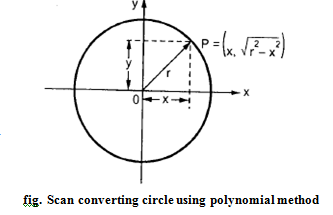 y
P = (x, √r²-x²)
y
r
0
x
x
fig. Scan converting circle using polynomial method